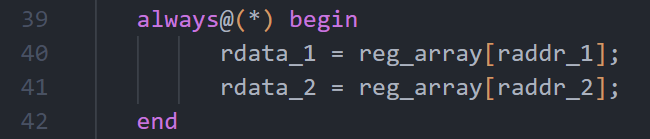 39 always@(*) begin
40 rdata_1 = reg_array[raddr_1];
41 rdata_2 = reg_array[raddr_2];
42 end